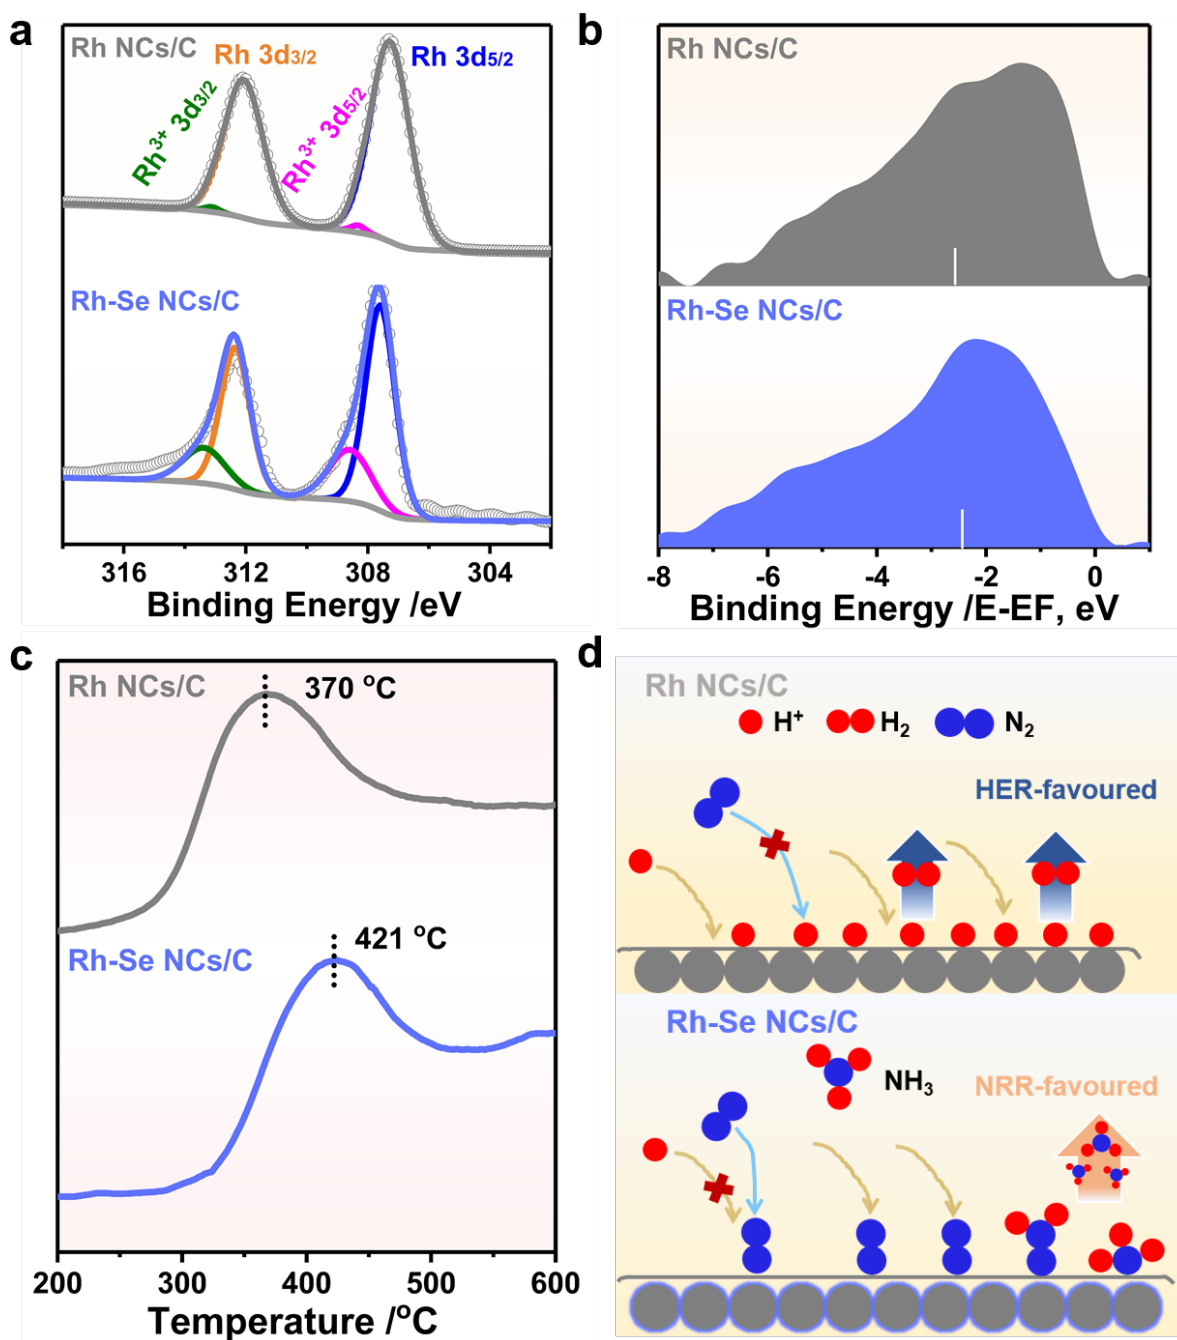 a
Rh NCs/C
Rh 3d3/2
Rh 3d5/2
Rh3+ 3d3/2
Rh3+ 3d5/2
Rh-Se NCs/C
316 312 308 304
Binding Energy /eV
b
Rh NCs/C
Rh-Se NCs/C
-8 -6 -4 -2 0
Binding Energy /E-EF, eV
c
Rh NCs/C
370 oC
Rh-Se NCs/C
421 oC
200 300 400 500 600
Temperature /oC
d
Rh NCs/C
H+ H2 N2
HER-favoured
Rh-Se NCs/C
NH3
NRR-favoured